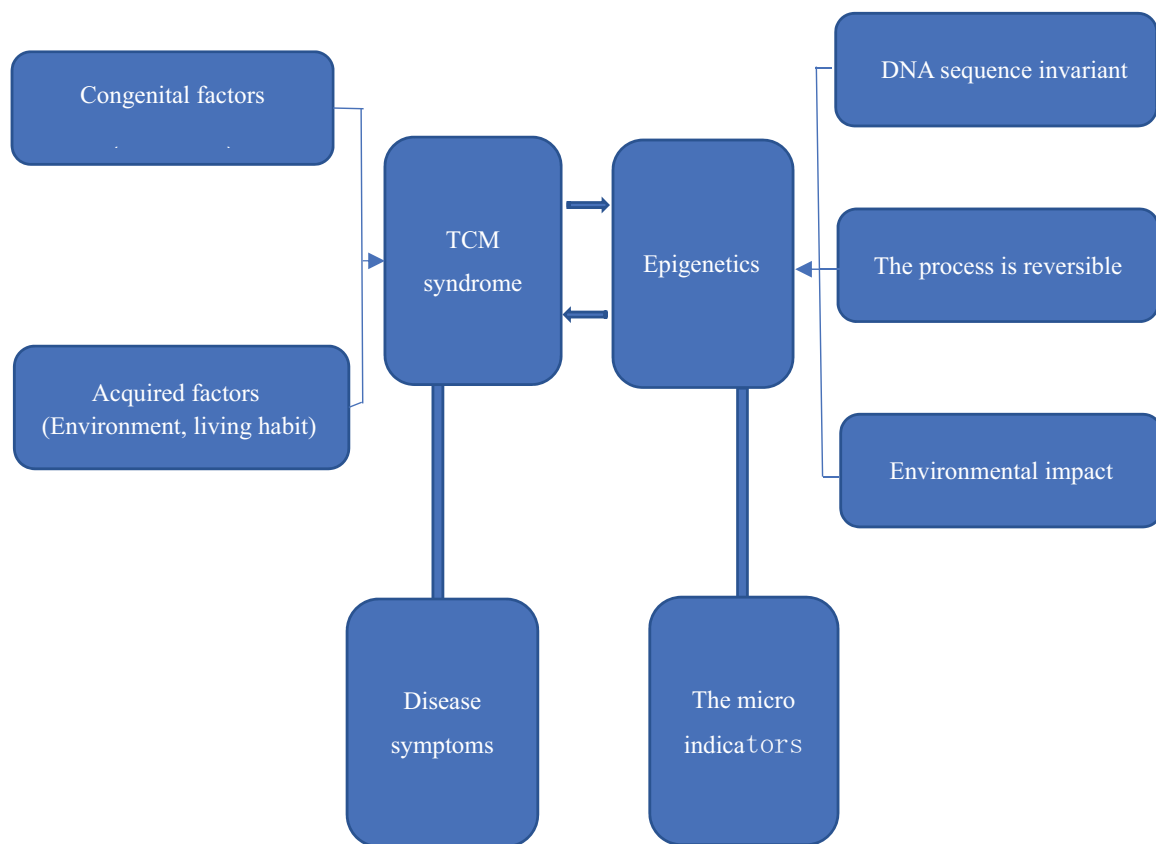 Congenital factors
DNA sequence invariant
TCM
syndrome
Epigenetics
The process is reversible
Acquired factors
(Environment, living habit)
Environmental impact
Disease
symptoms
The micro
indicators